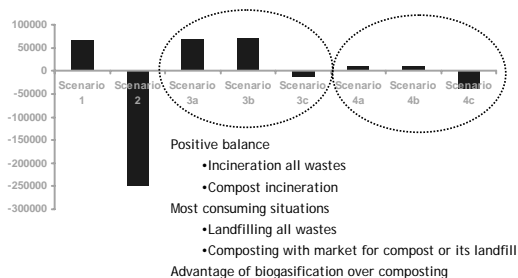 100000
50000
0
-50000
-100000
-150000
-200000
-250000
-300000
Scenario 1
Scenario 2
Scenario 3a
Scenario 3b
Scenario 3c
Scenario 4a
Scenario 4b
Scenario 4c
Positive balance
•Incineration all wastes
•Compost incineration
Most consuming situations
•Landfilling all wastes
•Composting with market for compost or its landfill
Advantage of biogasification over composting